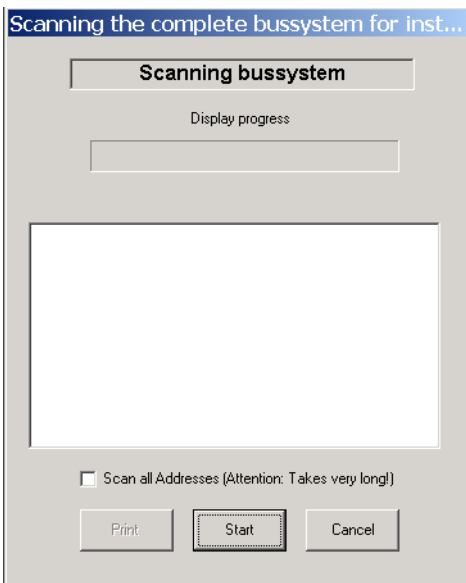 Scanning the complete bussystem for inst...
Scanning bussystem
Display progress
Scan all Addresses (Attention: Takes very long!)
Print
Start
Cancel